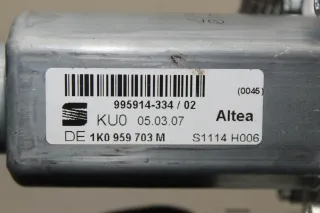 (0045)
995914-334 / 02
KU0 05.03.07 Altea
DE 1K0 959 703 M S1114 H006